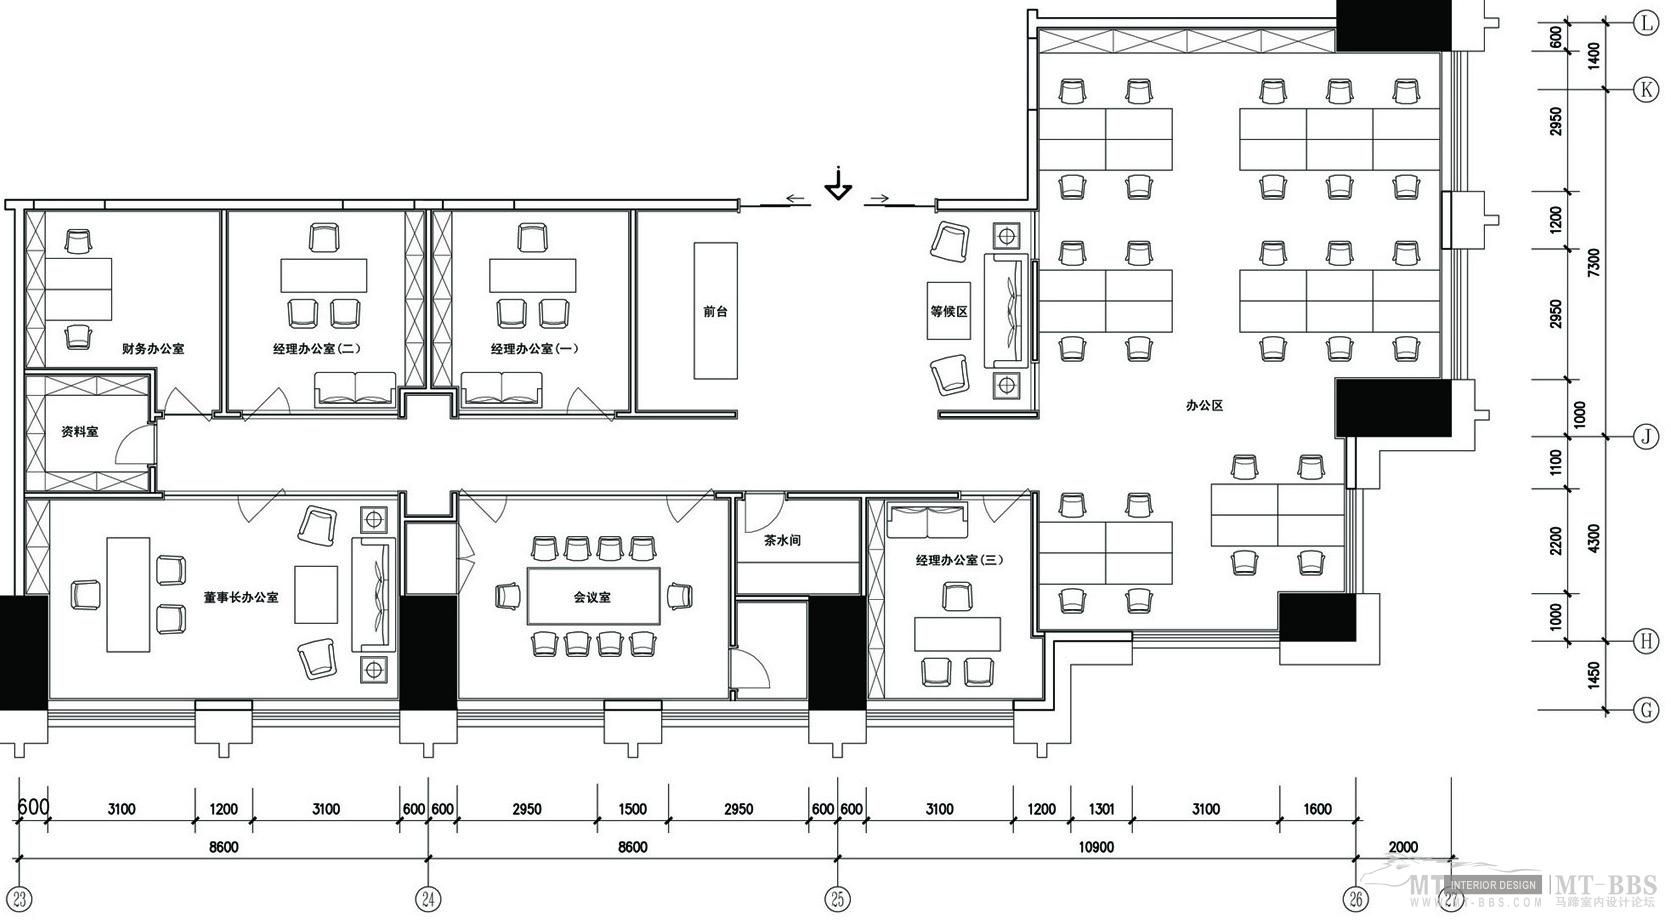 L
600
1400
K
2950
1200
7300
前台
等候区
2950
财务办公室
经理办公室(二)
经理办公室(一)
办公区
1000
资料室
J
1100
茶水间
经理办公室(三)
2200
4300
董事长办公室
会议室
1000
H
1450
G
600 3100 1200 3100 600 600 2950 1500 2950 600 600 3100 1200 1301 3100 1600
8600 8600 10900 2000
23 24 25 26 27
MT INTERIOR DESIGN MT-BBS
WWW.MT-BBS.COM 马蹄室内设计论坛